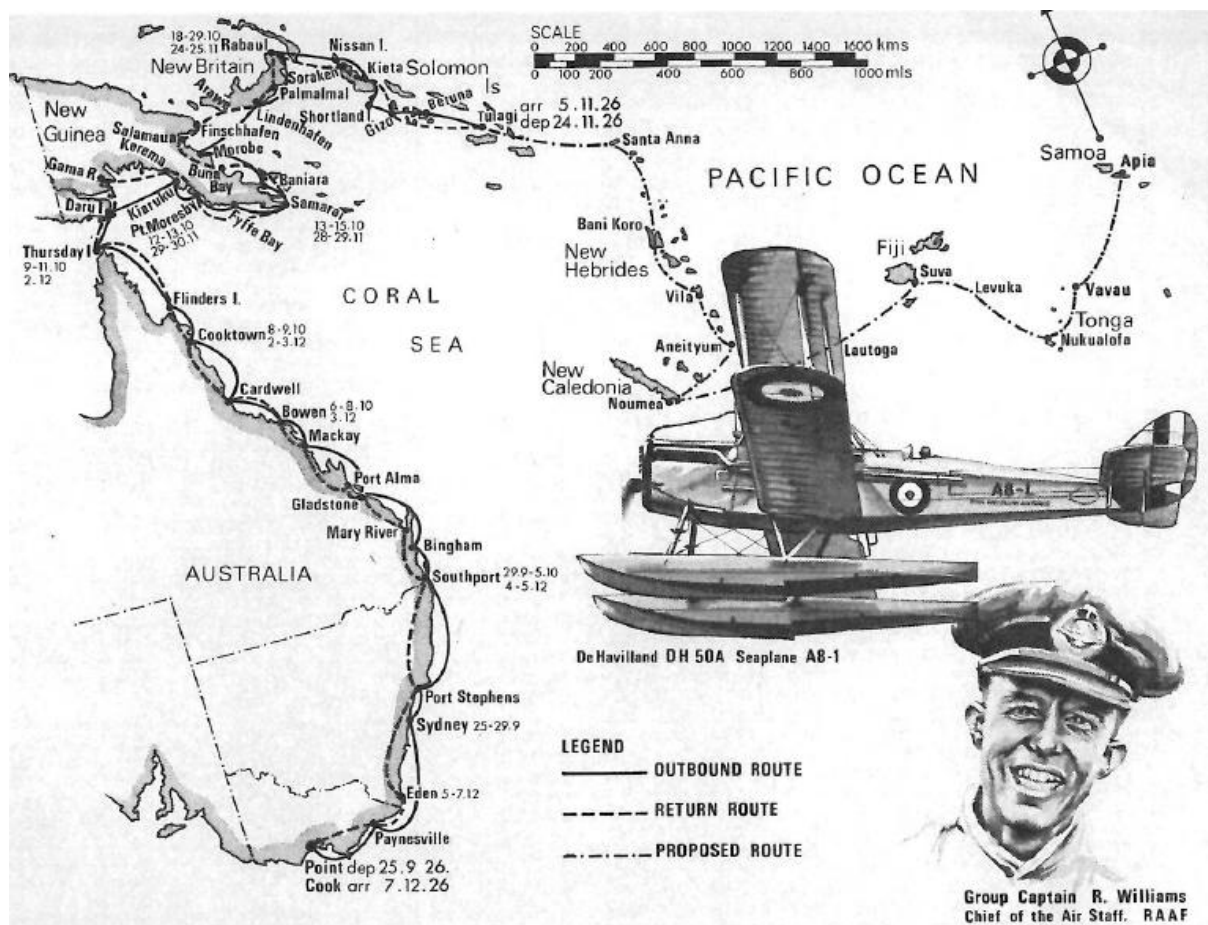 18-29.10
24-25.11
Rabaul
Nissan I.
New Britain
Soraken
Kieta
Solomon
Is
Arawe
Palmalmal
Lindenhafen
Shortland I.
Gizo
Beruna
Tulagi
arr 5.11.26
dep 24.11.26
SCALE
0 200 400 600 800 1000 1200 1400 1600 kms
0 100 200 300 400 600 800 1000 mls
New
Guinea
Salamaua
Finschhafen
Morobe
Kerema
Buna
Bay
Baniara
Gama R.
Kiaruku
Pt.Moresby
12-13.10
29-30.11
Fyffe Bay
Samarai
13-15.10
28-29.11
Daru I
Thursday I
9-11.10
2.12
Santa Anna
PACIFIC OCEAN
Samoa
Apia
Bani Koro
New
Hebrides
Vila
Aneityum
Fiji
Suva
Levuka
Vavau
Tonga
Nukualofa
Lautoga
New
Caledonia
Noumea
CORAL
SEA
Flinders I.
Cooktown 8-9.10
2-3.12
Cardwell
Bowen 6-8.10
3.12
Mackay
Port Alma
Gladstone
Mary River
Bingham
AUSTRALIA
Southport 29.9-5.10
4-5.12
Port Stephens
Sydney 25-29.9
Eden 5-7.12
Paynesville
Point dep 25.9 26.
Cook arr 7.12.26
A8-1
De Havilland DH 50A Seaplane A8-1
LEGEND
OUTBOUND ROUTE
RETURN ROUTE
PROPOSED ROUTE
Group Captain R. Williams
Chief of the Air Staff. RAAF